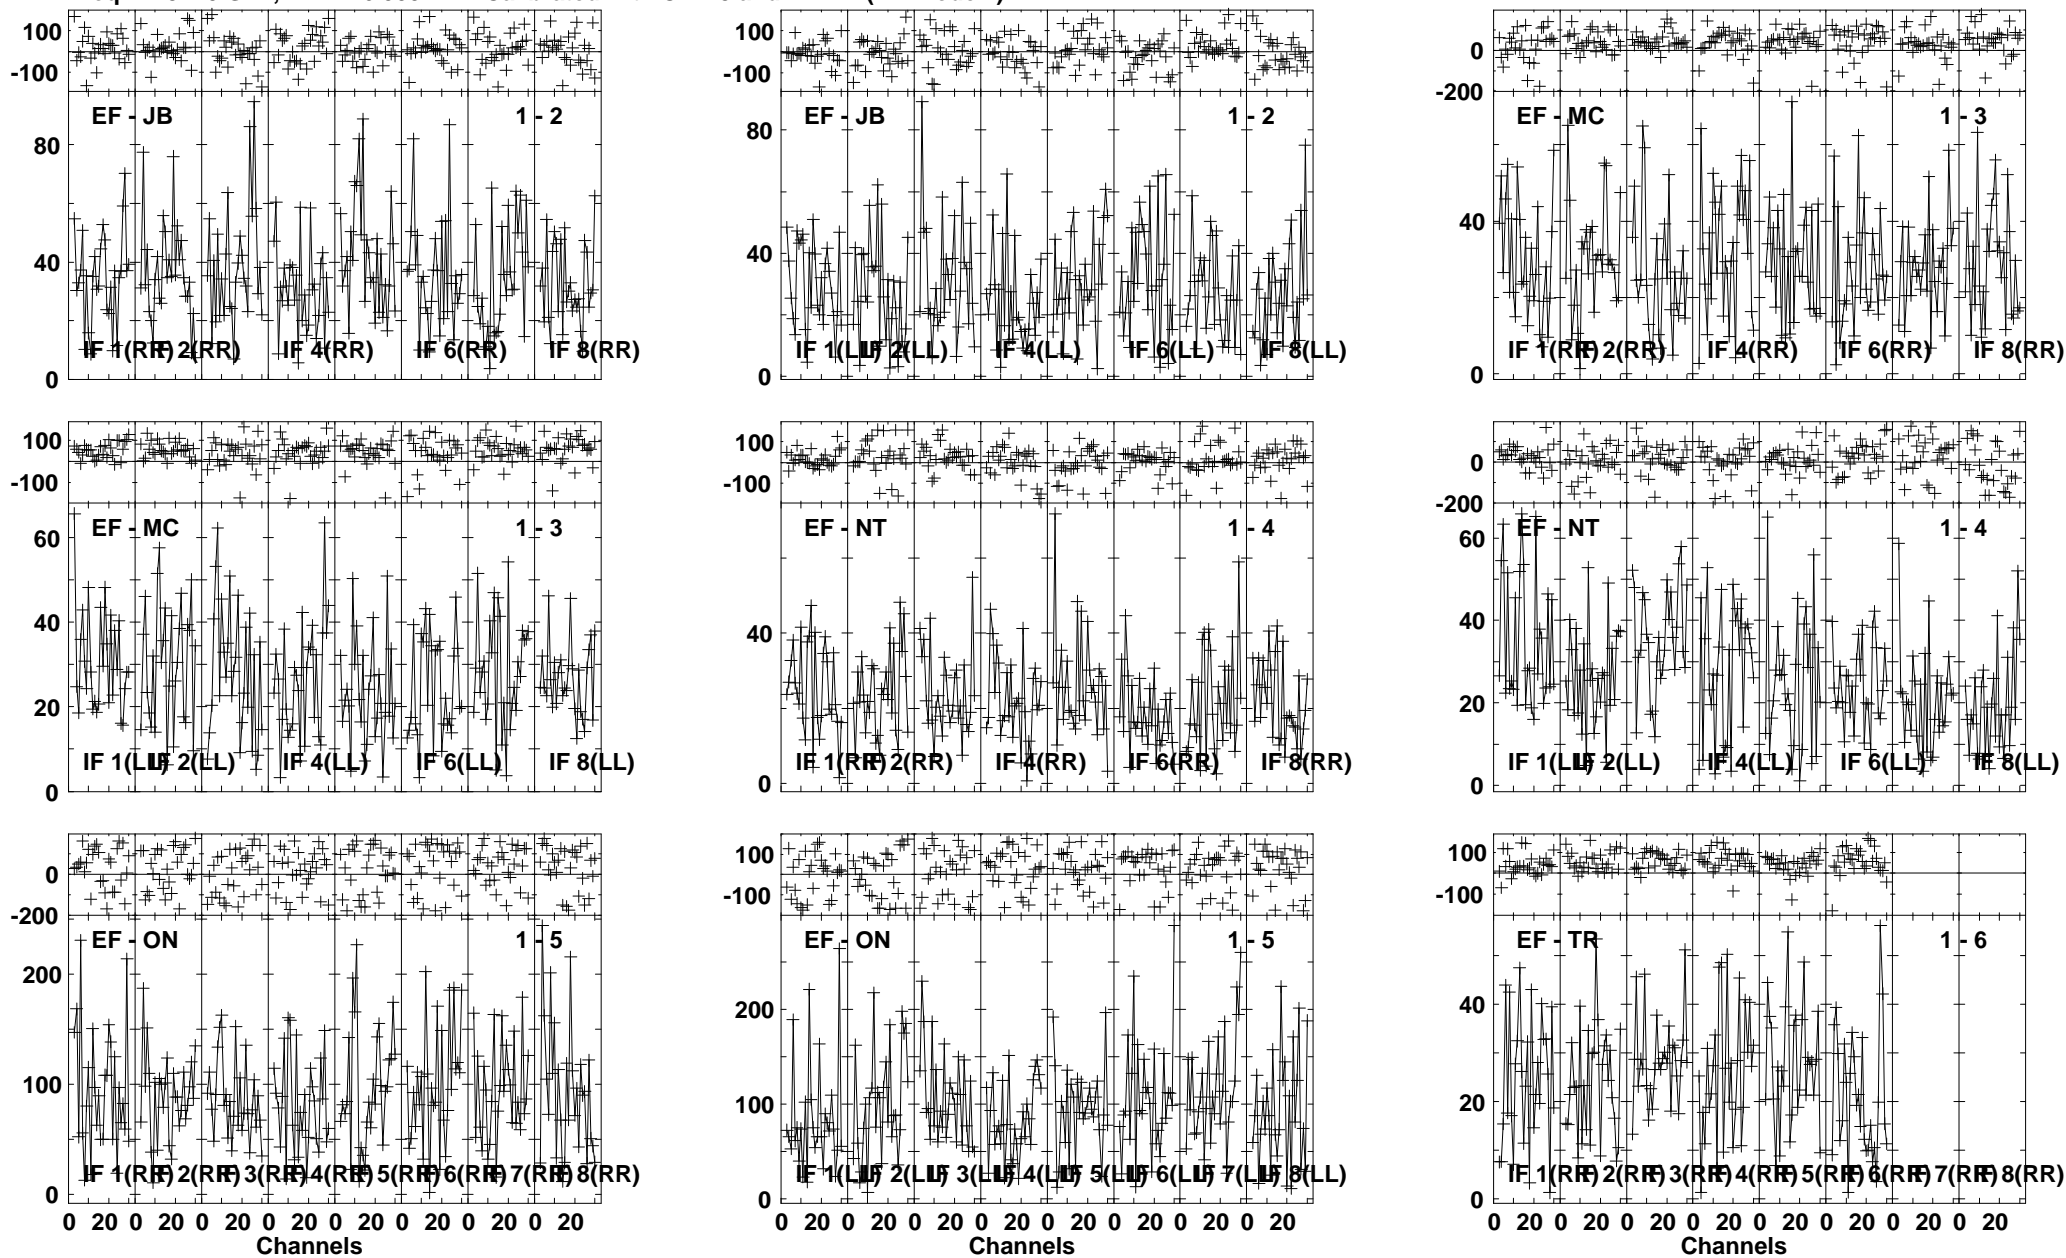 100
-100
EF - JB
1 - 2
80
40
0
IF 1(RR)
IF 2(RR)
IF 4(RR)
IF 6(RR)
IF 8(RR)
100
-100
EF - JB
1 - 2
80
40
0
IF 1(LL)
IF 2(LL)
IF 4(LL)
IF 6(LL)
IF 8(LL)
0
-200
EF - MC
1 - 3
40
0
IF 1(RR)
IF 2(RR)
IF 4(RR)
IF 6(RR)
IF 8(RR)
100
-100
EF - MC
1 - 3
60
40
20
0
IF 1(LL)
IF 2(LL)
IF 4(LL)
IF 6(LL)
IF 8(LL)
100
-100
EF - NT
1 - 4
40
0
IF 1(RR)
IF 2(RR)
IF 4(RR)
IF 6(RR)
IF 8(RR)
0
-200
EF - NT
1 - 4
60
40
20
0
IF 1(LL)
IF 2(LL)
IF 4(LL)
IF 6(LL)
IF 8(LL)
0
-200
EF - ON
1 - 5
200
100
0
IF 1(RR)
IF 2(RR)
IF 3(RR)
IF 4(RR)
IF 5(RR)
IF 6(RR)
IF 7(RR)
IF 8(RR)
0 20 0 20 0 20 0 20 0 20 0 20 0 20 0 20
Channels
100
-100
EF - ON
1 - 5
200
100
0
IF 1(LL)
IF 2(LL)
IF 3(LL)
IF 4(LL)
IF 5(LL)
IF 6(LL)
IF 7(LL)
IF 8(LL)
0 20 0 20 0 20 0 20 0 20 0 20 0 20 0 20
Channels
100
-100
EF - TR
1 - 6
40
20
0
IF 1(RR)
IF 2(RR)
IF 3(RR)
IF 4(RR)
IF 5(RR)
IF 6(RR)
IF 7(RR)
IF 8(RR)
0 20 0 20 0 20 0 20 0 20 0 20 0 20 0 20
Channels